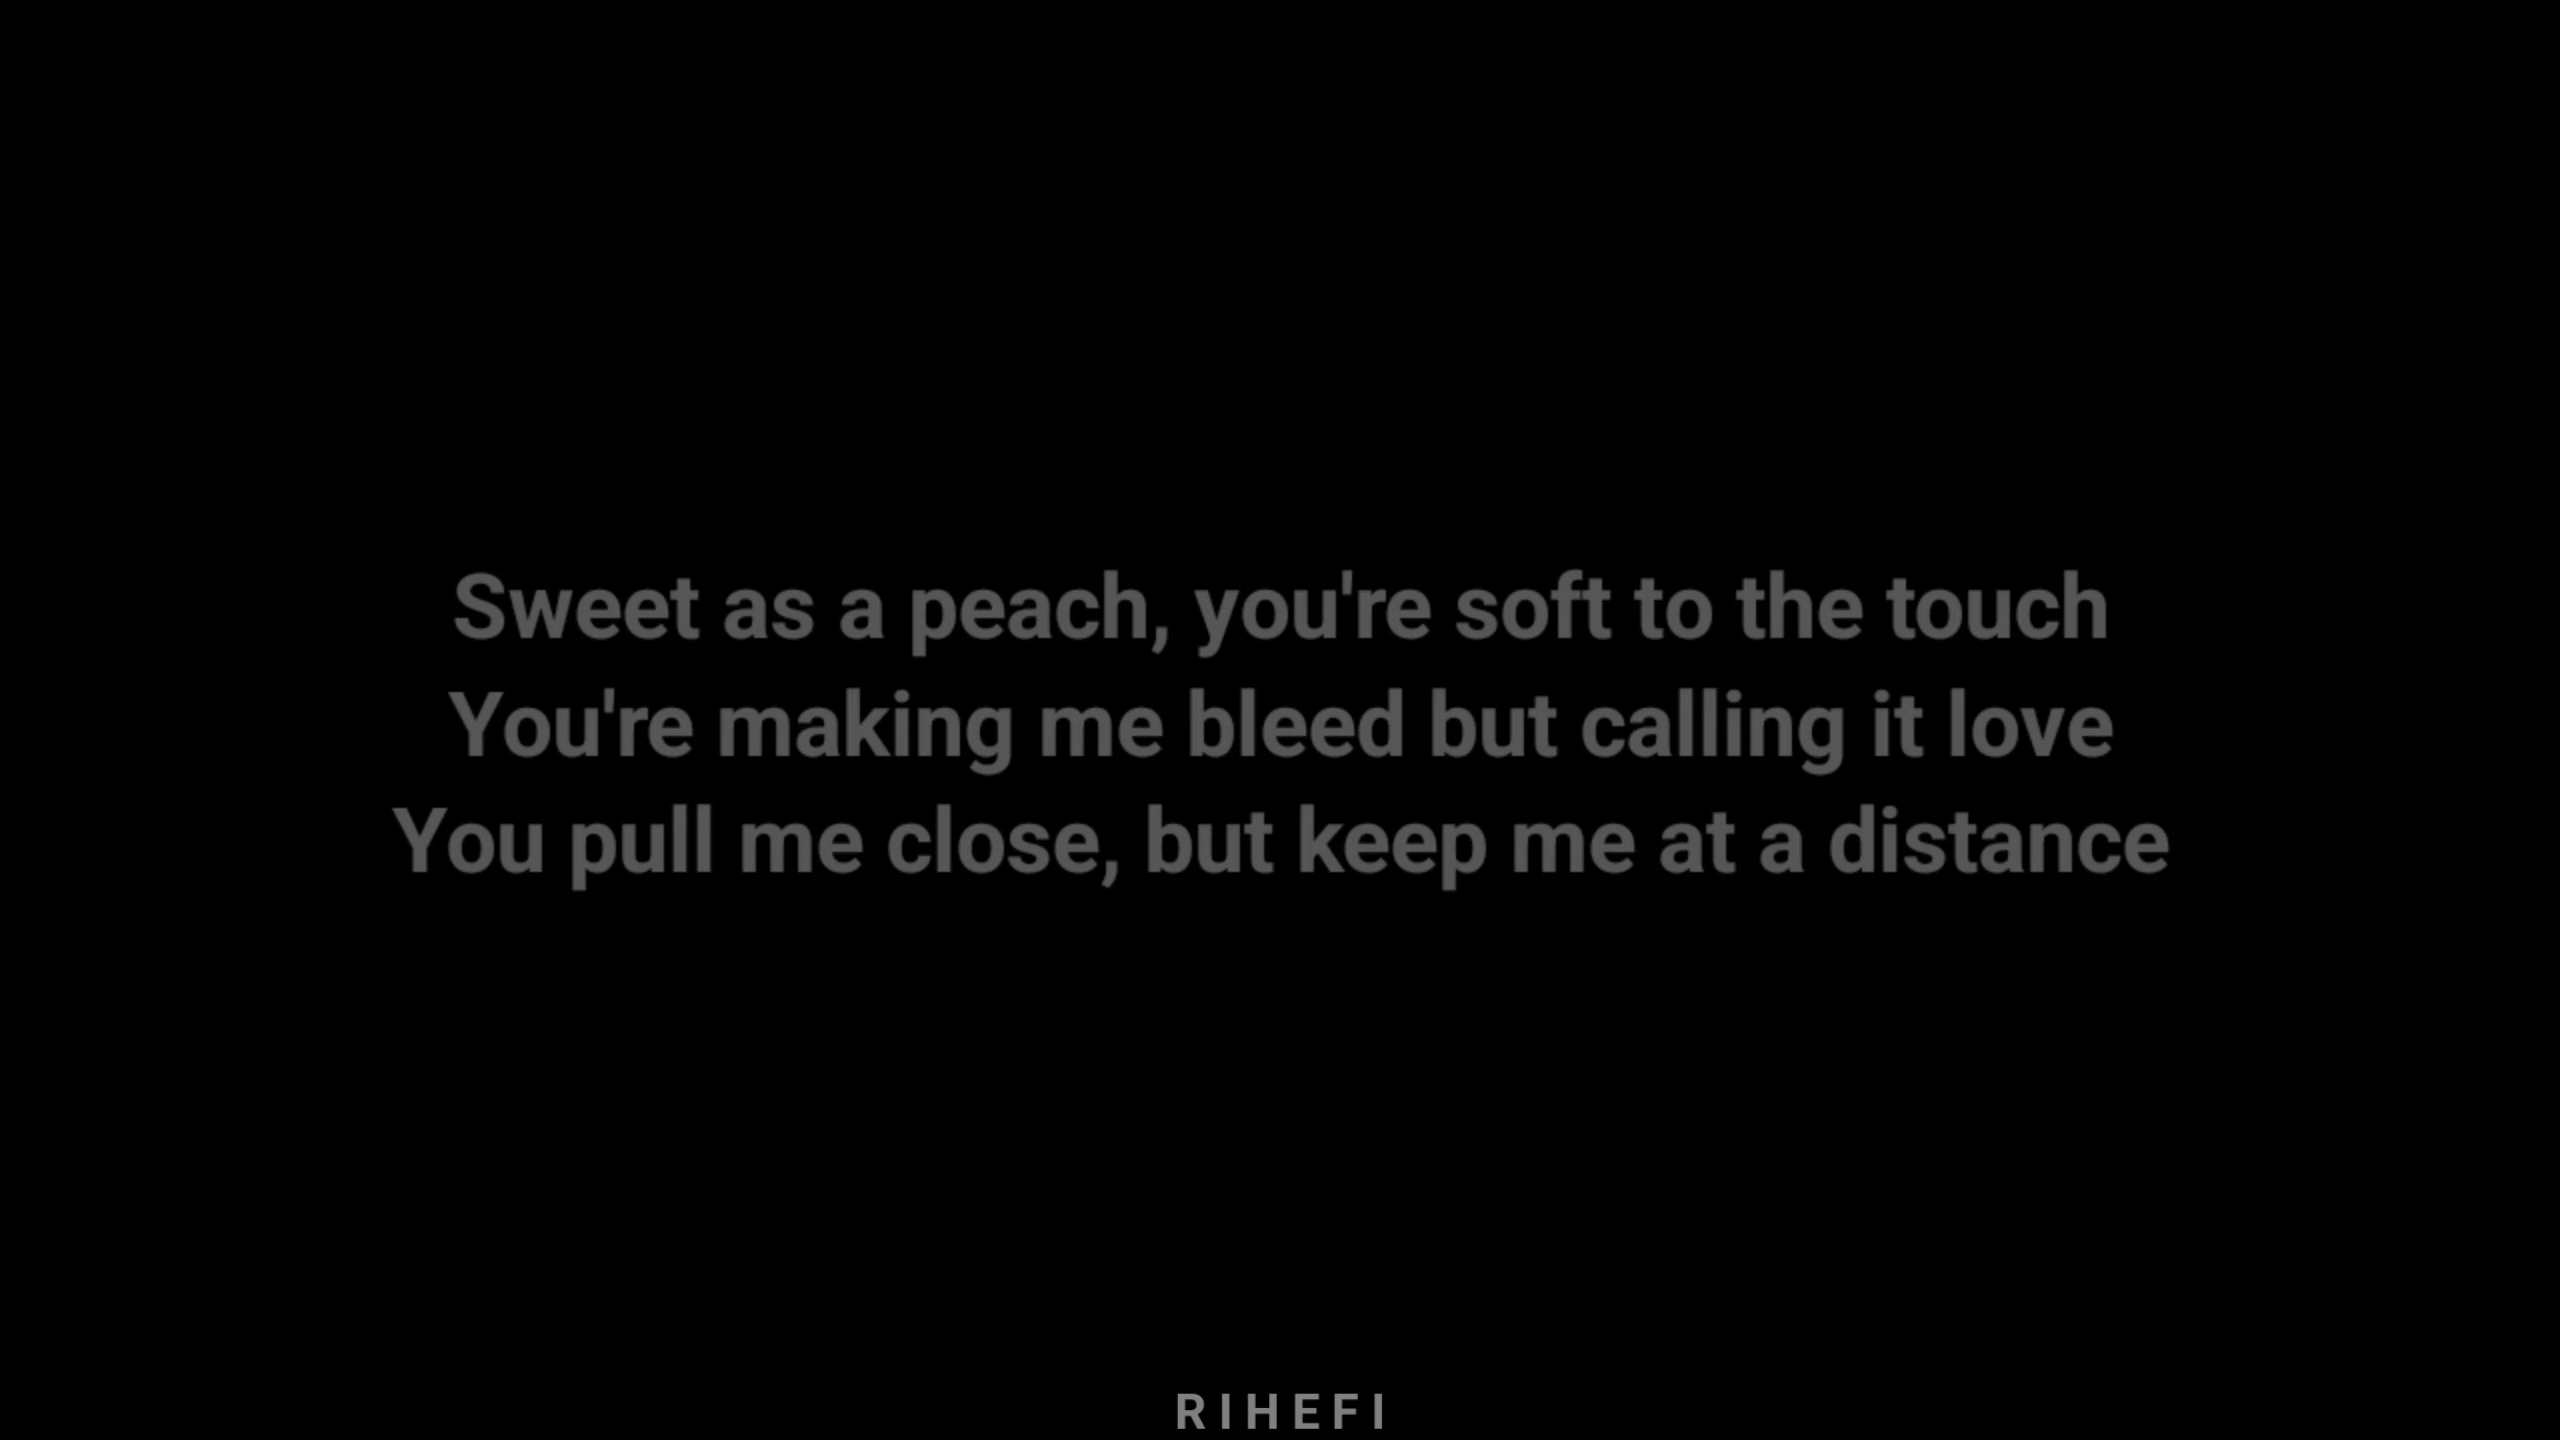 Sweet as a peach, you're soft to the touch
You're making me bleed but calling it love
You pull me close, but keep me at a distance
RIHEFI